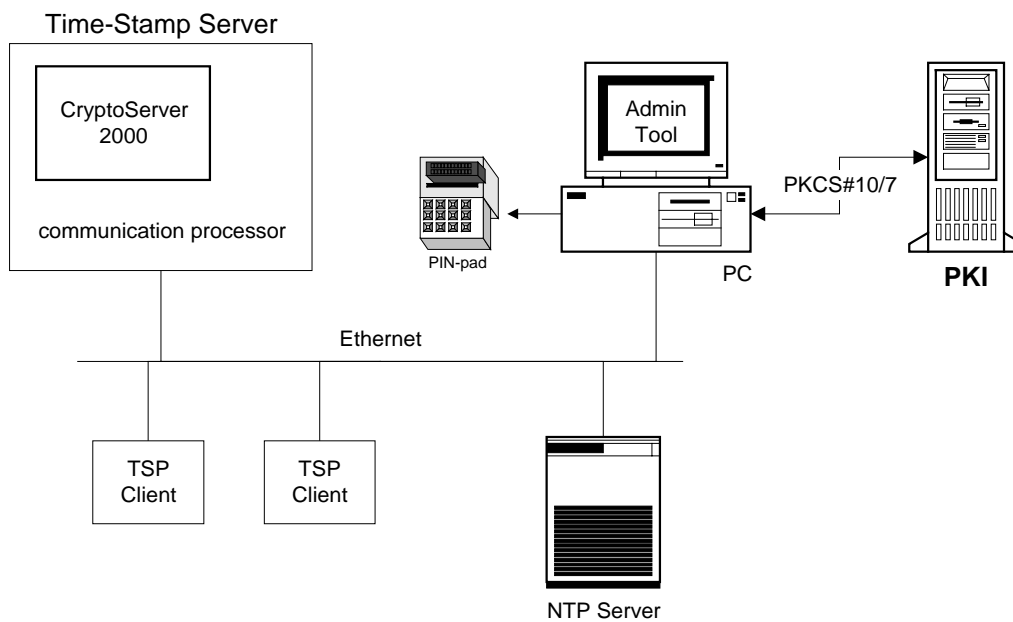 Time-Stamp Server
CryptoServer
2000
communication processor
PIN-pad
Admin
Tool
PC
PKCS#10/7
PKI
Ethernet
TSP
Client
TSP
Client
NTP Server